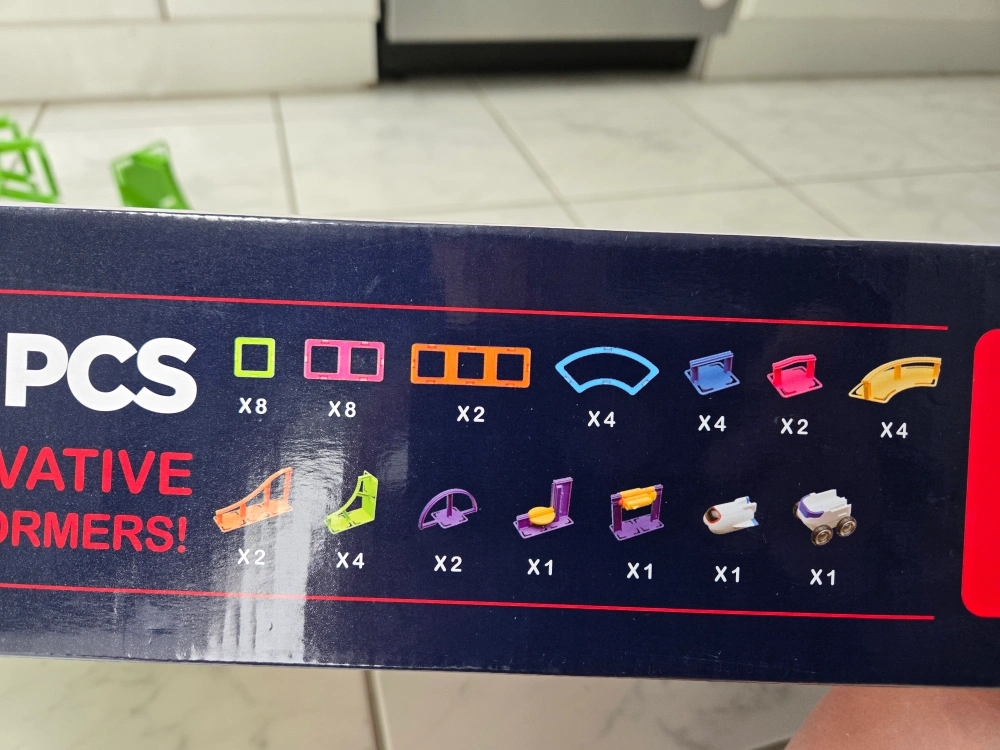 PCS
X8 X8 X2 X4 X4 X2 X4
VATIVE
ORMERS!
X2 X4 X2 X1 X1 X1 X1